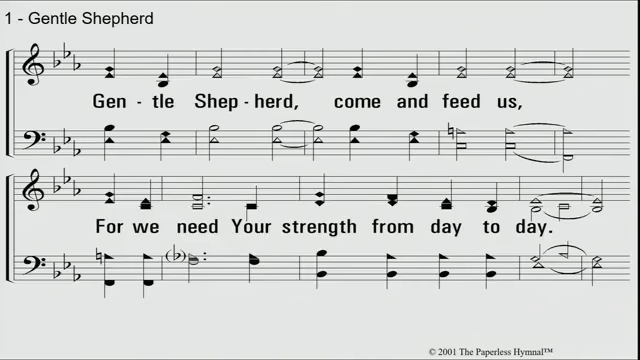 1 - Gentle Shepherd
Gen - tle Shep - herd, come and feed us,
For we need Your strength from day to day.
© 2001 The Paperless Hymnal™